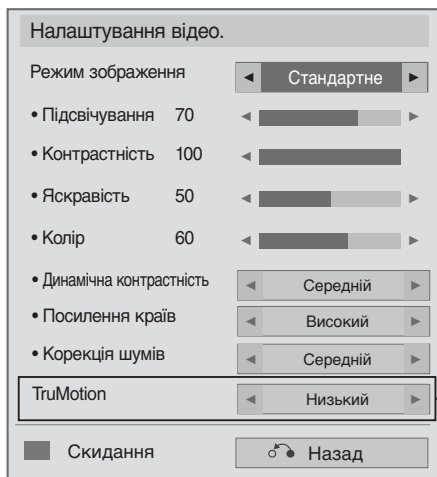 Налаштування відео.
Режим зображення ◄ Стандартне ►
• Підсвічування 70
• Контрастність 100
• Яскравість 50
• Колір 60
• Динамічна контрастність ◄ Середній ►
• Посилення країв ◄ Високий ►
• Корекція шумів ◄ Середній ►
TruMotion ◄ Низький ►
Скидання Назад